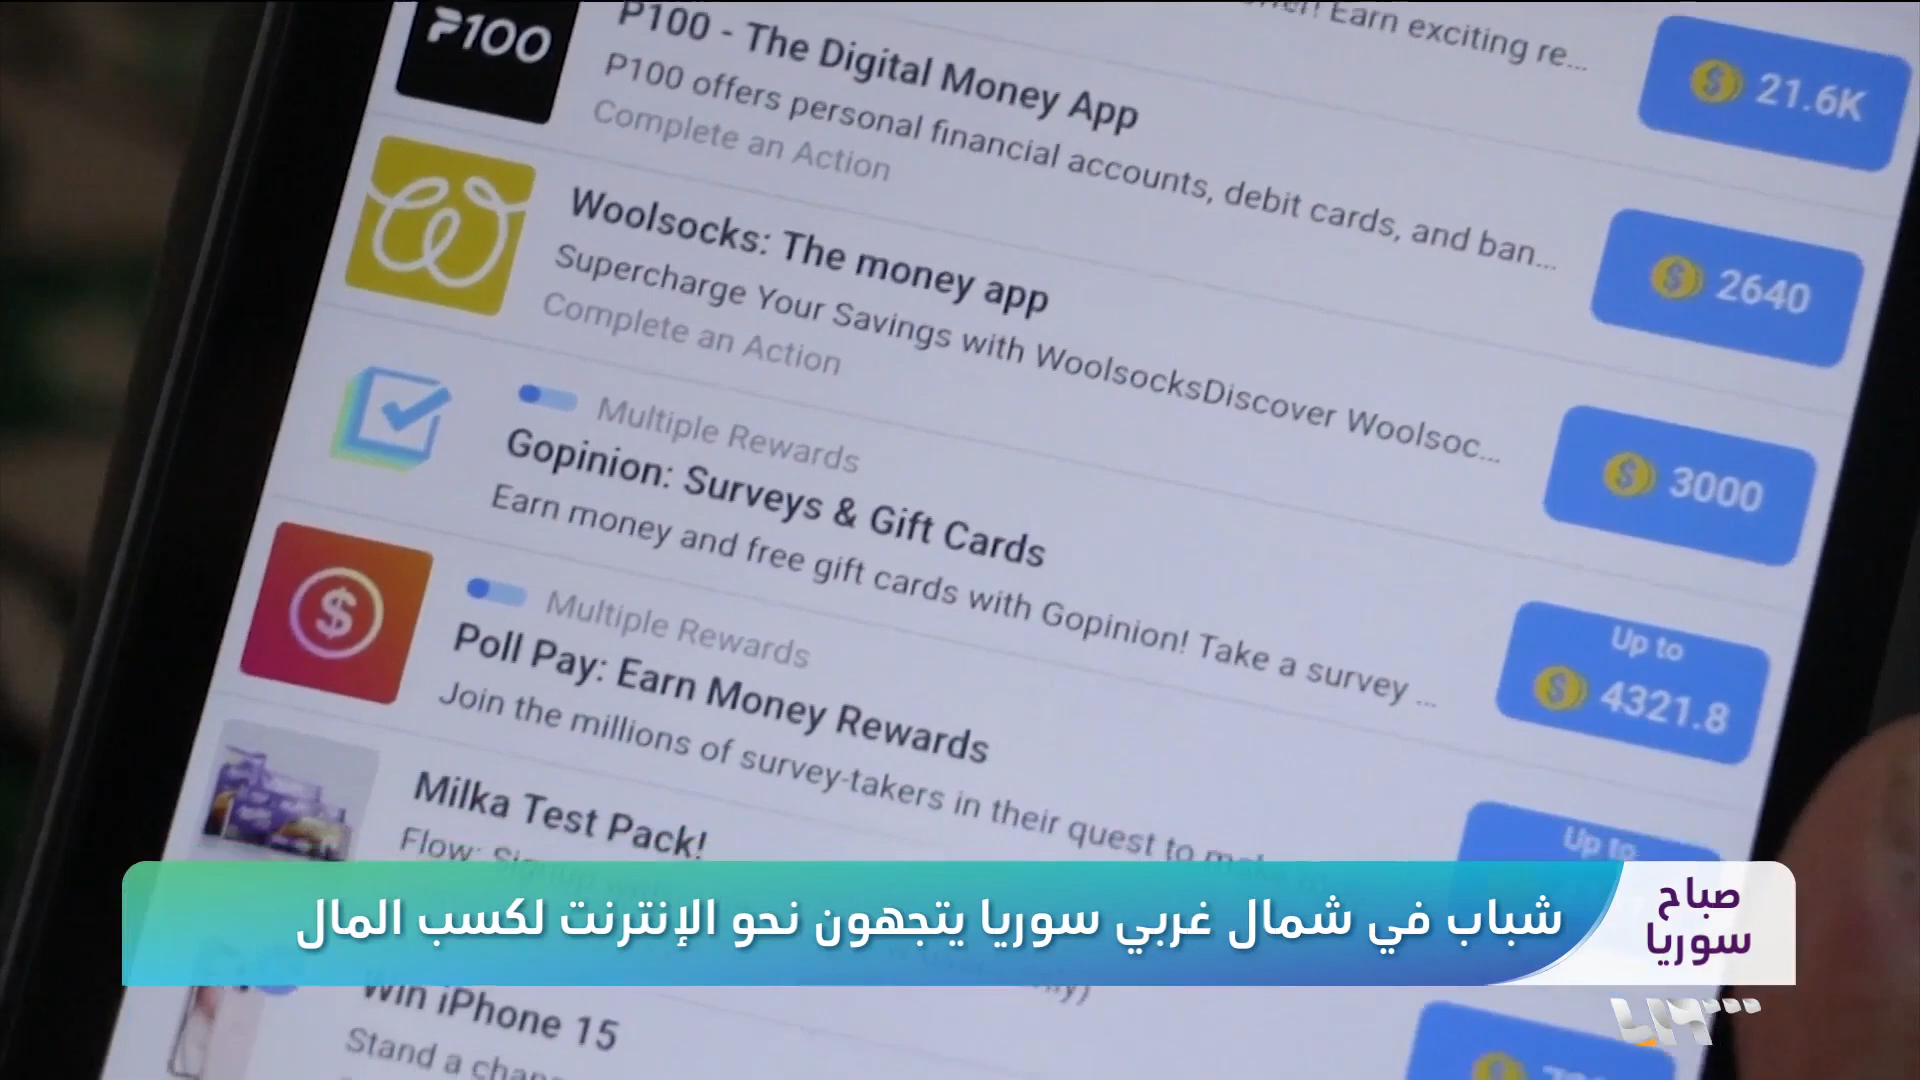 Earn exciting re...
21.6K
P100
P100 - The Digital Money App
P100 offers personal financial accounts, debit cards, and ban...
Complete an Action
2640
Woolsocks: The money app
Supercharge Your Savings with WoolsocksDiscover Woolsoc...
Complete an Action
3000
Multiple Rewards
Gopinion: Surveys & Gift Cards
Earn money and free gift cards with Gopinion! Take a survey ...
Up to
4321.8
Multiple Rewards
Poll Pay: Earn Money Rewards
Join the millions of survey-takers in their quest to
Up to
Milka Test Pack!
Flow:
صباح
سوريا
شباب في شمال غربي سوريا يتجهون نحو الإنترنت لكسب المال
Win iPhone 15
Stand a